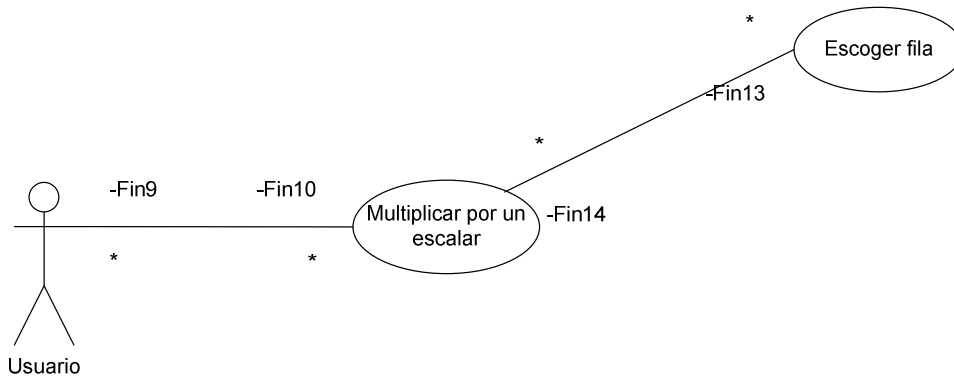 *
Escoger fila
-Fin13
*
-Fin9
-Fin10
Multiplicar por un
escalar
-Fin14
*
*
Usuario